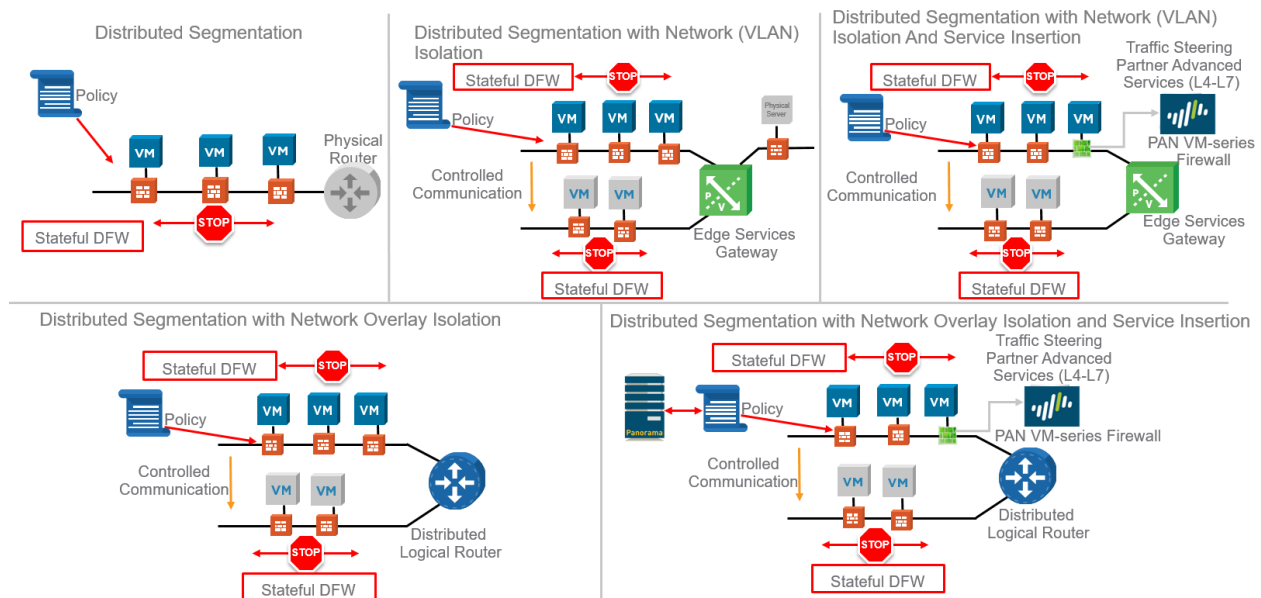 Distributed Segmentation
Policy
VM
VM
VM
Physical
Router
STOP
Stateful DFW
Distributed Segmentation with Network (VLAN)
Isolation
Stateful DFW
STOP
Policy
VM
VM
VM
Physical
Server
Controlled
Communication
VM
VM
P
V
Edge Services
Gateway
STOP
Stateful DFW
Distributed Segmentation with Network (VLAN)
Isolation And Service Insertion
Traffic Steering
Partner Advanced
Services (L4-L7)
Stateful DFW
STOP
Policy
VM
VM
VM
PAN VM-series
Firewall
Controlled
Communication
VM
VM
P
V
Edge Services
Gateway
STOP
Stateful DFW
Distributed Segmentation with Network Overlay Isolation
Stateful DFW
STOP
Policy
VM
VM
VM
Controlled
Communication
VM
VM
Distributed
Logical Router
STOP
Stateful DFW
Distributed Segmentation with Network Overlay Isolation and Service Insertion
Traffic Steering
Partner Advanced
Services (L4-L7)
Stateful DFW
STOP
Panorama
Policy
VM
VM
VM
PAN VM-series Firewall
Controlled
Communication
VM
VM
Distributed
Logical Router
STOP
Stateful DFW